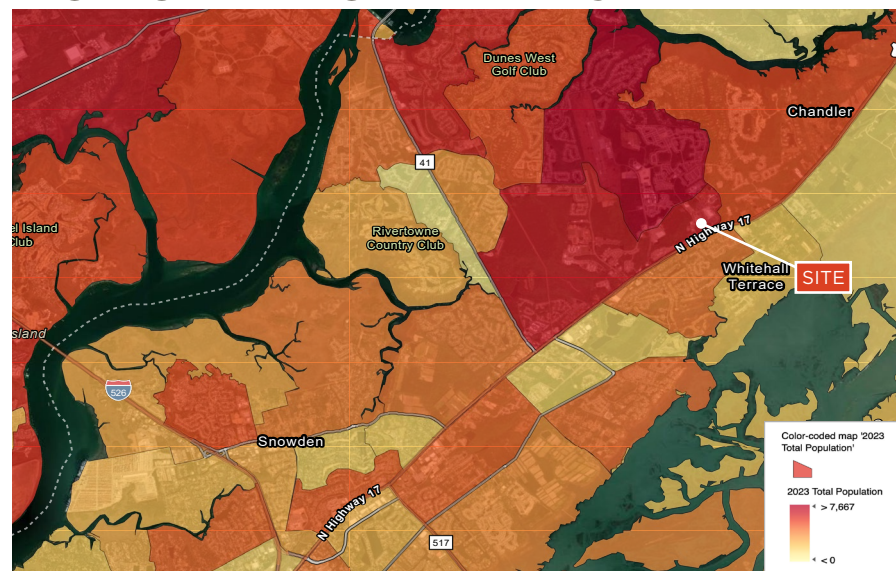 Dunes West
Golf Club
Chandler
41
Rivertowne
Country Club
el Island
Club
N Highway 17
Whitehall
Terrace
SITE
sland
526
Snowden
N Highway 17
517
Color-coded map '2023
Total Population'
2023 Total Population
> 7,667
< 0